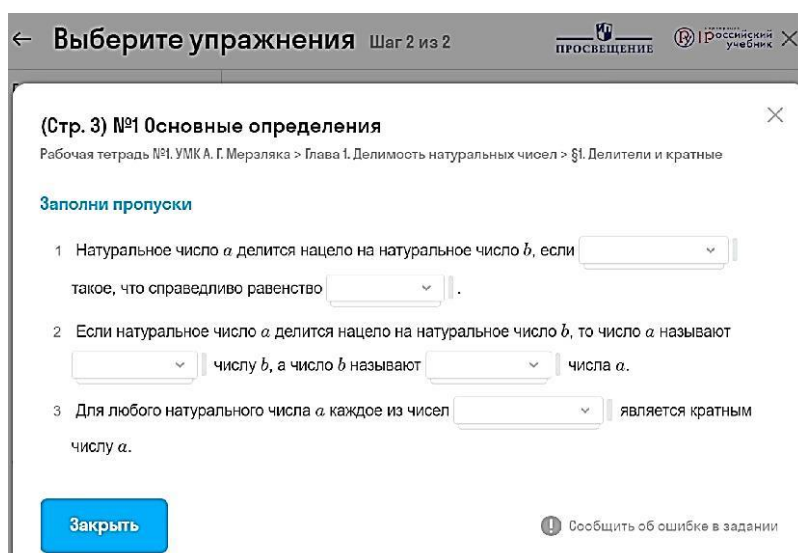 ← Выберите упражнения Шаг 2 из 2 ПРОСВЕЩЕНИЕ российский учебник
(Стр. 3) №1 Основные определения
Рабочая тетрадь №1. УМК А. Г. Мерзляка > Глава 1. Делимость натуральных чисел > §1. Делители и кратные
Заполни пропуски
1 Натуральное число a делится нацело на натуральное число b, если
такое, что справедливо равенство .
2 Если натуральное число a делится нацело на натуральное число b, то число a называют
числу b, а число b называют числа a.
3 Для любого натурального числа a каждое из чисел является кратным
числу a.
Закрыть Сообщить об ошибке в задании